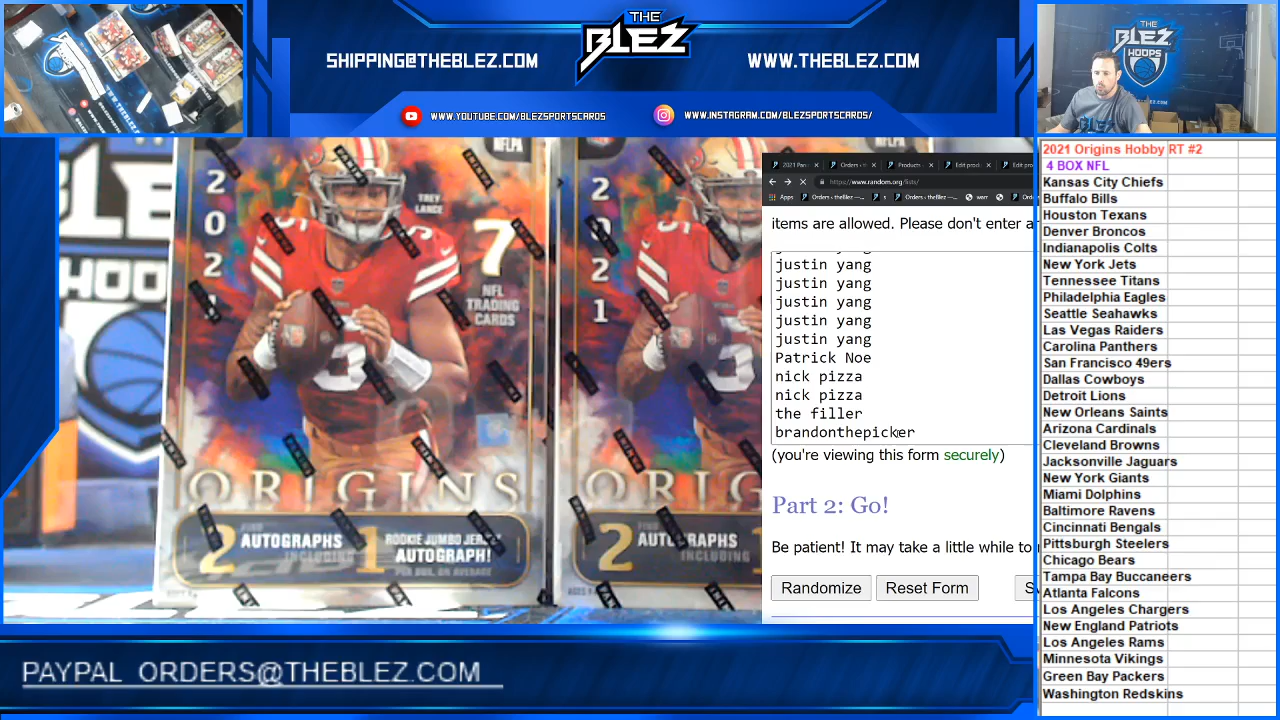 THE
BLEZ
SHIPPING@THEBLEZ.COM
WWW.THEBLEZ.COM
WWW.YOUTUBE.COM/BLEZSPORTSCARDS
WWW.INSTAGRAM.COM/BLEZSPORTSCARDS/
THE
BLEZ
HOOPS
2021
NFLPA
TREY
LANCE
7
NFL
TRADING
CARDS
ORIGINS
2
AUTOGRAPHS
INCLUDING
1
ROOKIE JUMBO JERSEY
AUTOGRAPH!
PER BOX, ON AVERAGE
2021
ORIG
2
AUTOGRAPHS
INCLUDING
https://www.random.org/lists/
Apps
items are allowed. Please don't enter a
justin yang
justin yang
justin yang
justin yang
justin yang
Patrick Noe
nick pizza
nick pizza
the filler
brandonthepicker
(you're viewing this form securely)
Part 2: Go!
Be patient! It may take a little while to
Randomize Reset Form
2021 Origins Hobby RT #2
4 BOX NFL
Kansas City Chiefs
Buffalo Bills
Houston Texans
Denver Broncos
Indianapolis Colts
New York Jets
Tennessee Titans
Philadelphia Eagles
Seattle Seahawks
Las Vegas Raiders
Carolina Panthers
San Francisco 49ers
Dallas Cowboys
Detroit Lions
New Orleans Saints
Arizona Cardinals
Cleveland Browns
Jacksonville Jaguars
New York Giants
Miami Dolphins
Baltimore Ravens
Cincinnati Bengals
Pittsburgh Steelers
Chicago Bears
Tampa Bay Buccaneers
Atlanta Falcons
Los Angeles Chargers
New England Patriots
Los Angeles Rams
Minnesota Vikings
Green Bay Packers
Washington Redskins
PAYPAL ORDERS@THEBLEZ.COM